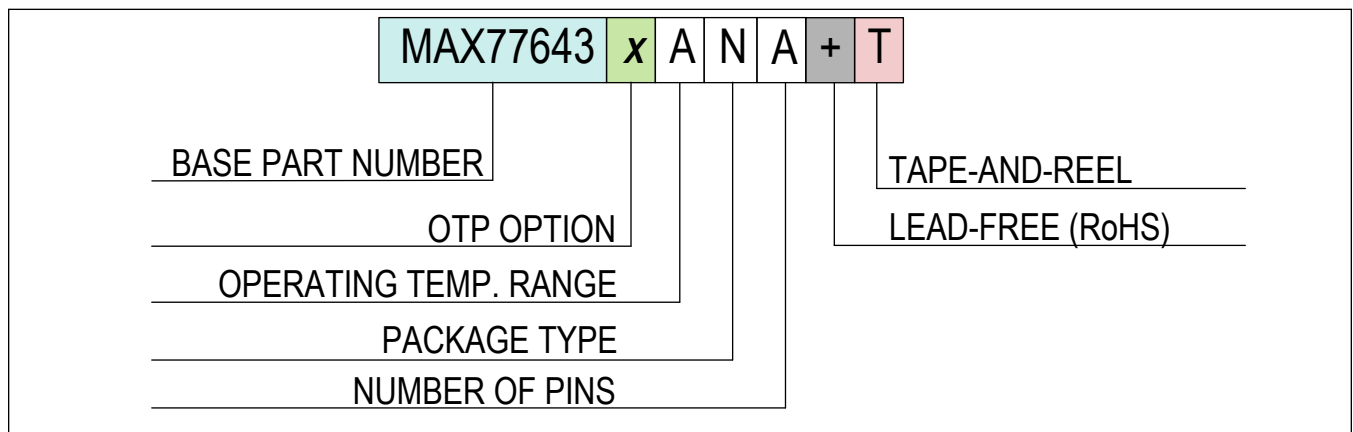 MAX77643 x A N A + T
BASE PART NUMBER
TAPE-AND-REEL
OTP OPTION
LEAD-FREE (RoHS)
OPERATING TEMP. RANGE
PACKAGE TYPE
NUMBER OF PINS